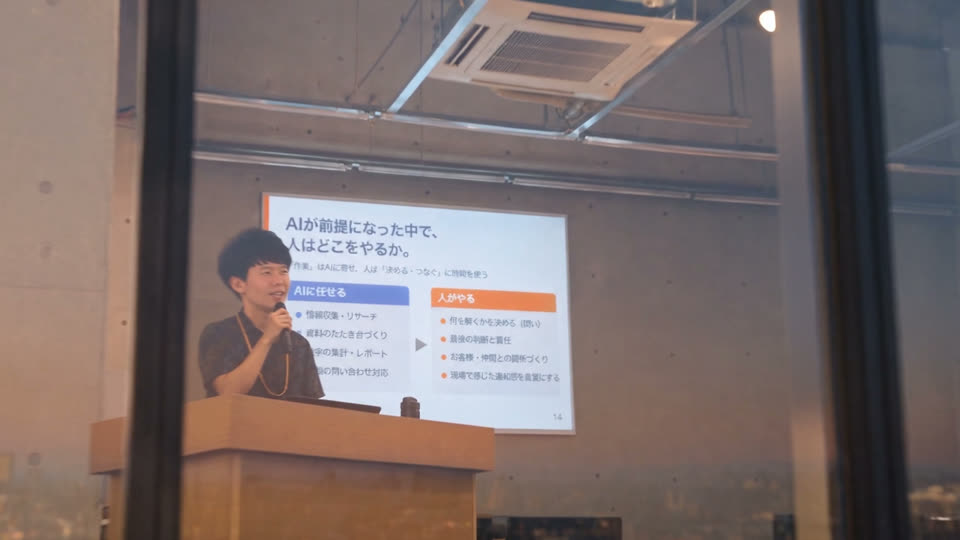 AIが前提になった中で、
人はどこをやるか。
作業」はAIに寄せ、人は「決める・つなぐ」に時間を使う
AIに任せる
情報収集・リサーチ
資料のたたき台づくり
字の集計・レポート
の問い合わせ対応
人がやる
何を解くかを決める（問い）
最後の判断と責任
お客様・仲間との関係づくり
現場で感じた違和感を言葉にする
14